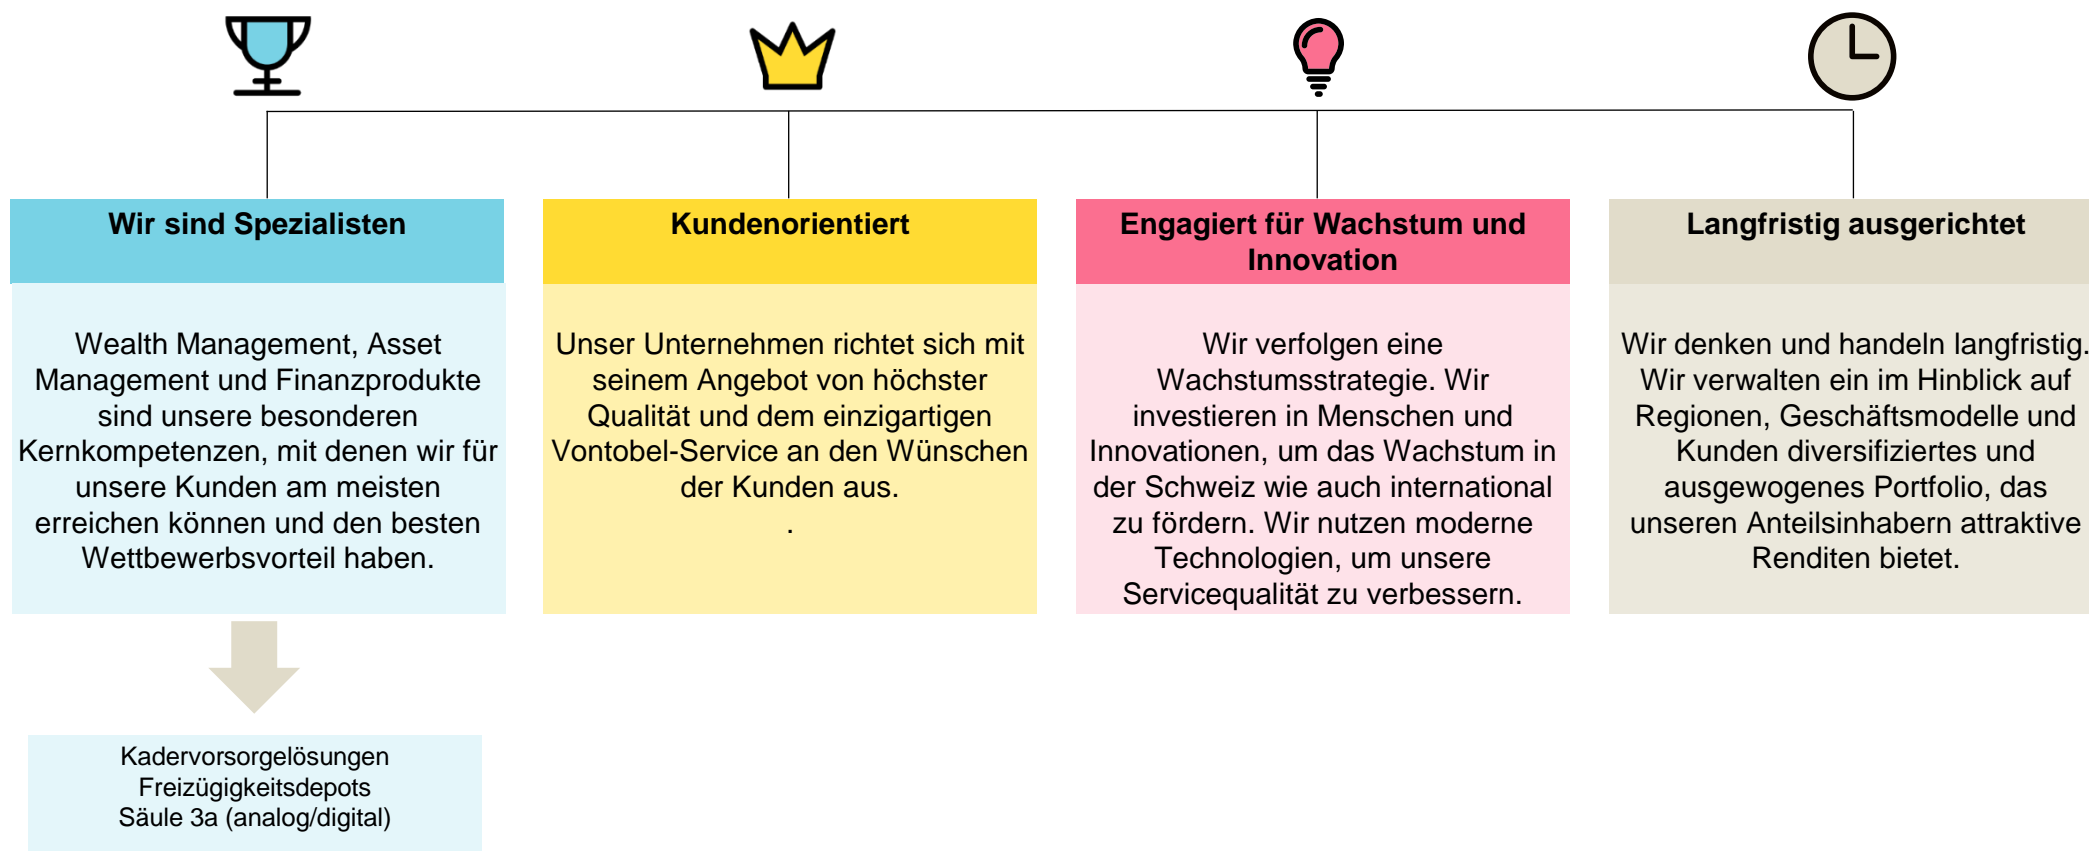 Wir sind Spezialisten
Wealth Management, Asset
Management und Finanzprodukte
sind unsere besonderen
Kernkompetenzen, mit denen wir für
unsere Kunden am meisten
erreichen können und den besten
Wettbewerbsvorteil haben.
Kadervorsorgelösungen
Freizügigkeitsdepots
Säule 3a (analog/digital)
Kundenorientiert
Unser Unternehmen richtet sich mit
seinem Angebot von höchster
Qualität und dem einzigartigen
Vontobel-Service an den Wünschen
der Kunden aus.
.
Engagiert für Wachstum und
Innovation
Wir verfolgen eine
Wachstumsstrategie. Wir
investieren in Menschen und
Innovationen, um das Wachstum in
der Schweiz wie auch international
zu fördern. Wir nutzen moderne
Technologien, um unsere
Servicequalität zu verbessern.
Langfristig ausgerichtet
Wir denken und handeln langfristig.
Wir verwalten ein im Hinblick auf
Regionen, Geschäftsmodelle und
Kunden diversifiziertes und
ausgewogenes Portfolio, das
unseren Anteilsinhabern attraktive
Renditen bietet.